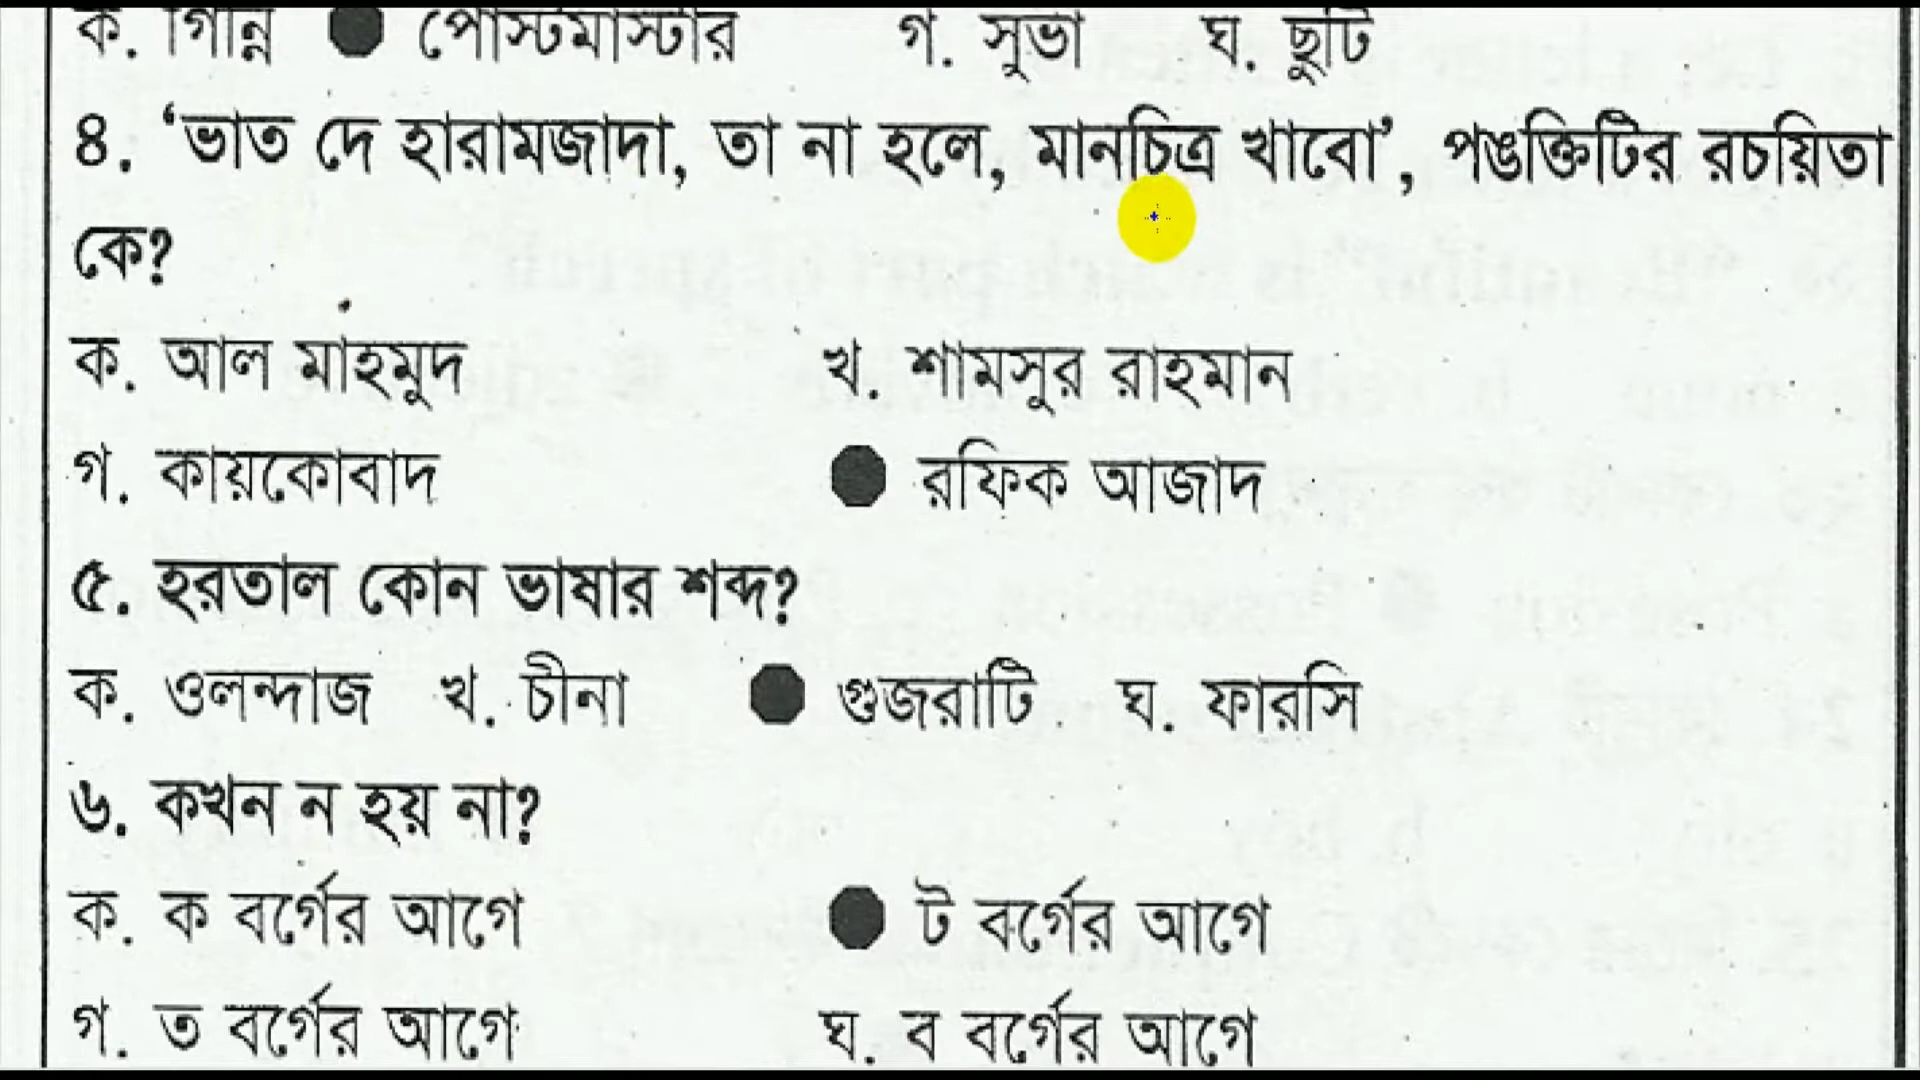 ক. গিন্নি ● পোস্টমাস্টার গ. সুভা ঘ. ছুটি
৪. ‘ভাত দে হারামজাদা, তা না হলে, মানচিত্র খাবো’, পঙক্তিটির রচয়িতা
কে?
ক. আল মাহমুদ খ. শামসুর রাহমান
গ. কায়কোবাদ ● রফিক আজাদ
৫. হরতাল কোন ভাষার শব্দ?
ক. ওলন্দাজ খ. চীনা ● গুজরাটি ঘ. ফারসি
৬. কখন ন হয় না?
ক. ক বর্গের আগে ● ট বর্গের আগে
গ. ত বর্গের আগে ঘ. ব বর্গের আগে